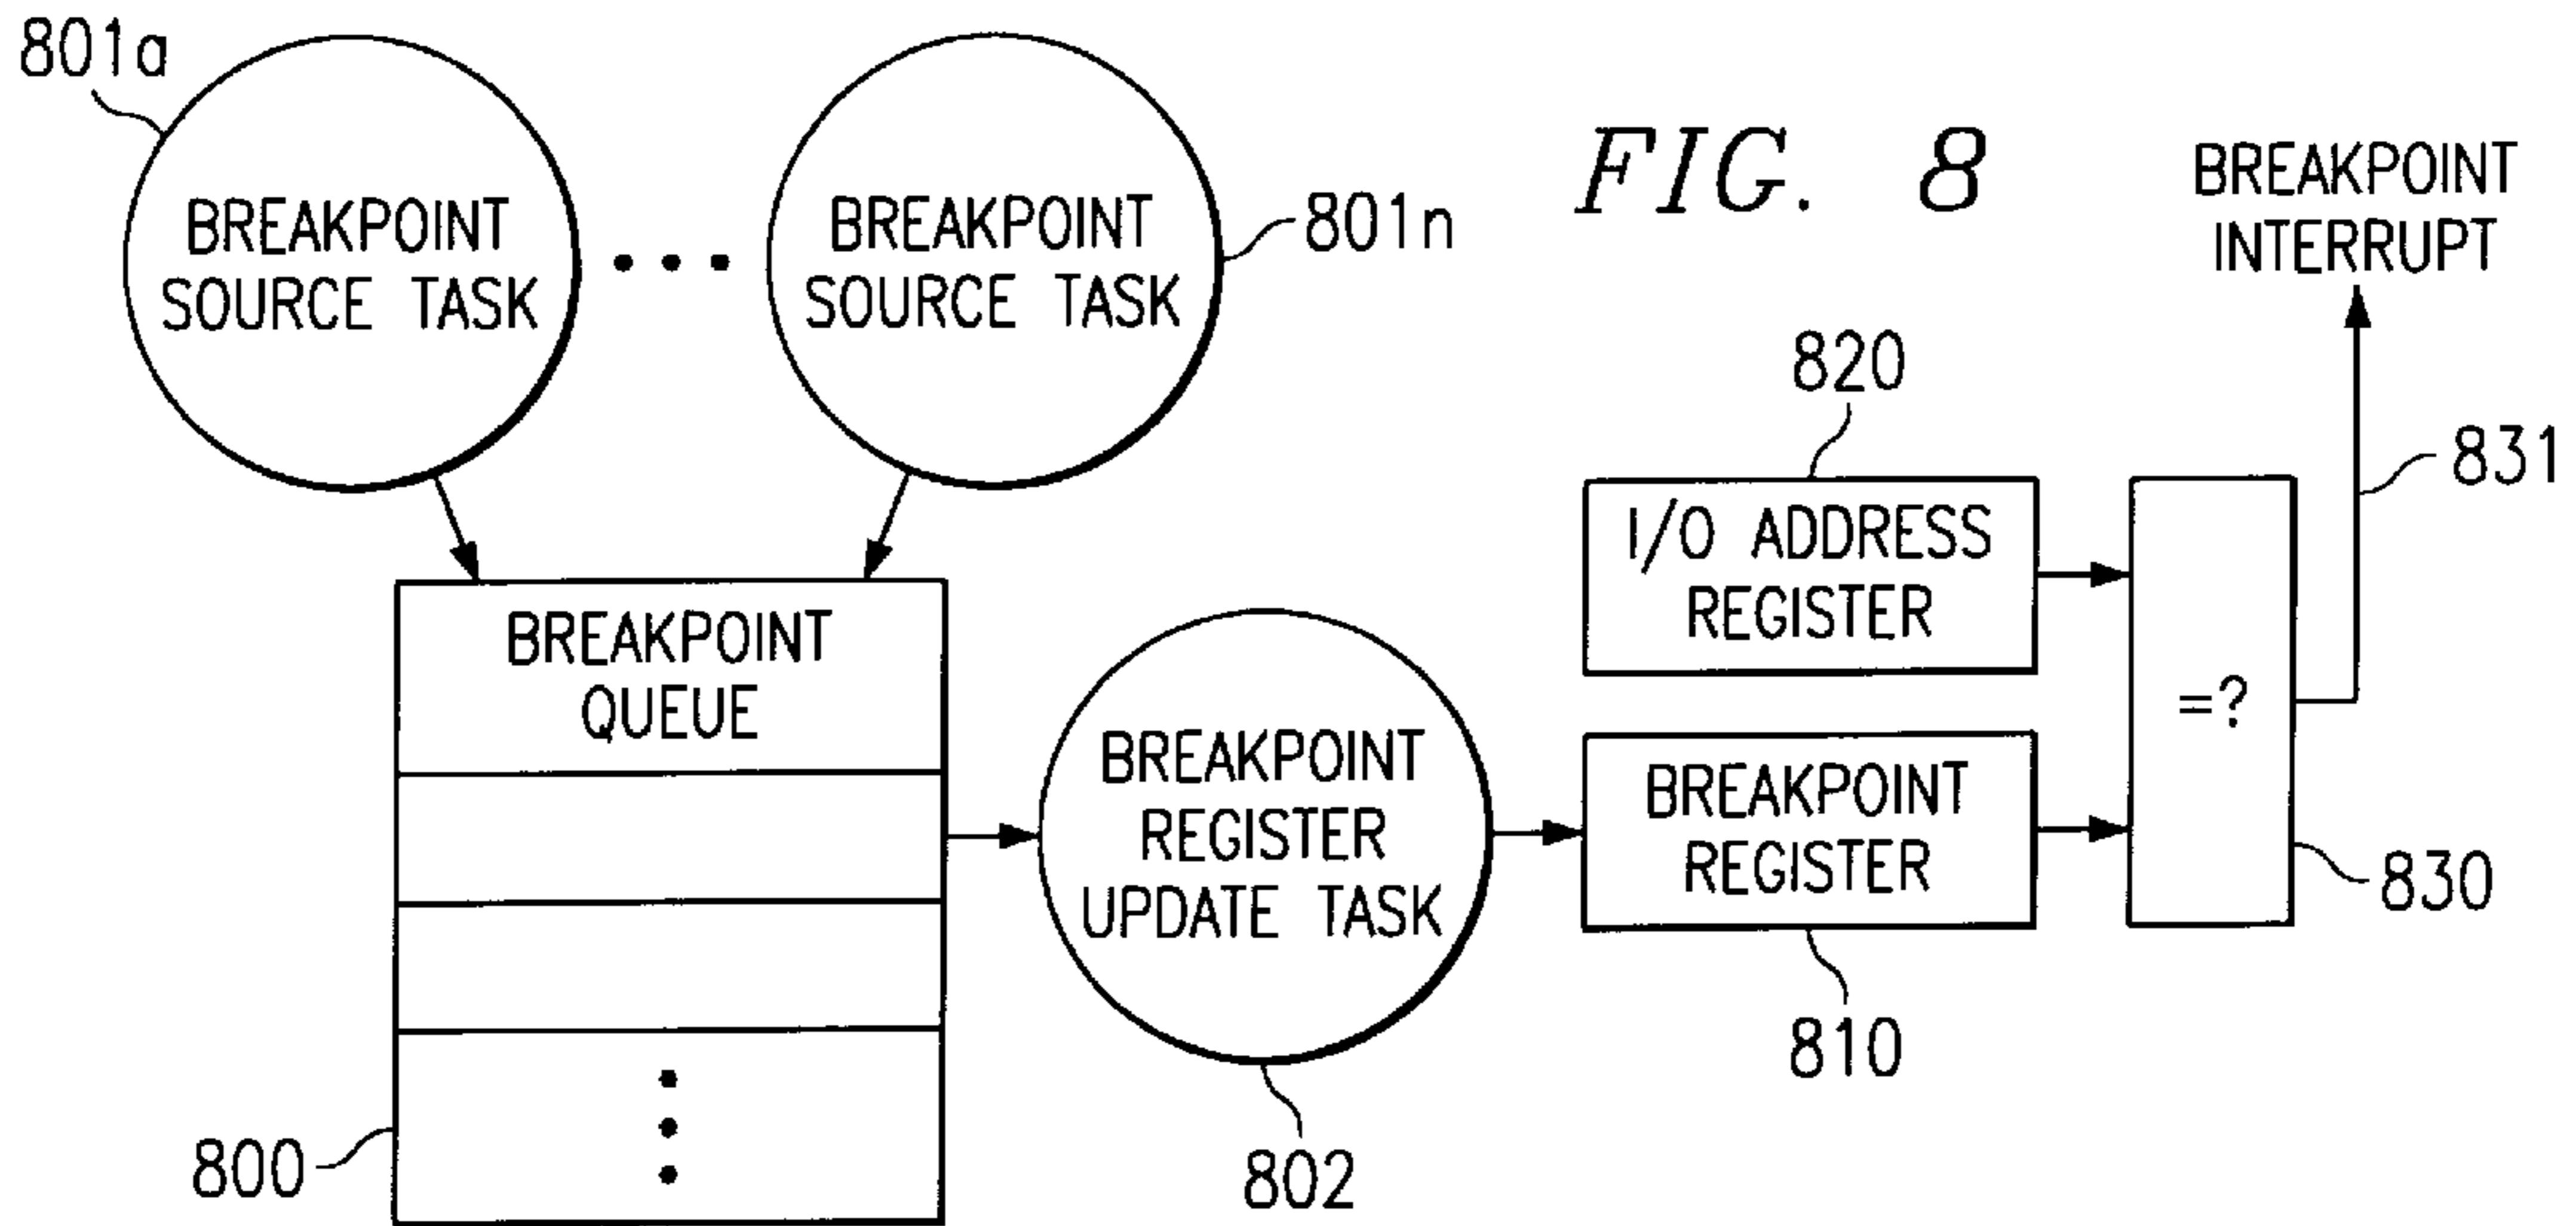 801a
BREAKPOINT
SOURCE TASK
BREAKPOINT
SOURCE TASK
801n
FIG. 8
BREAKPOINT
INTERRUPT
820
831
I/O ADDRESS
REGISTER
BREAKPOINT
QUEUE
=?
BREAKPOINT
REGISTER
UPDATE TASK
BREAKPOINT
REGISTER
830
810
800
802